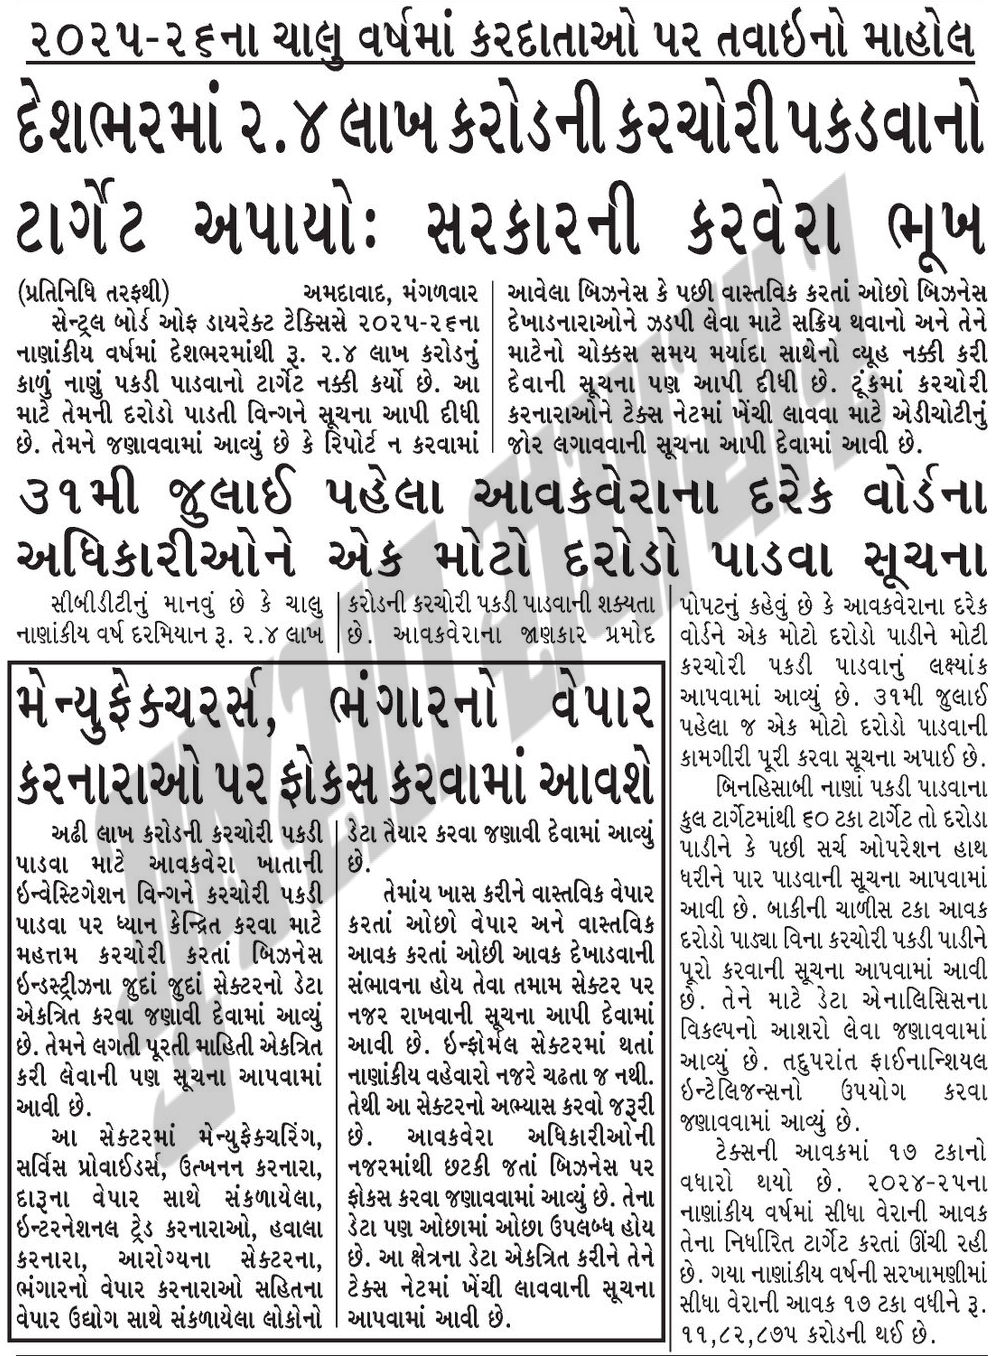 ૨૦૨૫-૨૬ના ચાલુ વર્ષમાં કરદાતાઓ પર તવાઇનો માહોલ
દેશભરમાં ૨.૪ લાખ કરોડની કરચોરી પકડવાનો
ટાર્ગેટ અપાયો: સરકારની કરવેરા ભૂખ
(પ્રતિનિધિ તરફથી) અમદાવાદ, મંગળવાર
સેન્ટ્રલ બોર્ડ ઓફ ડાયરેક્ટ ટેક્સિસે ૨૦૨૫-૨૬ના
નાણાંકીય વર્ષમાં દેશભરમાંથી રૂ. ૨.૪ લાખ કરોડનું
કાળું નાણું પકડી પાડવાનો ટાર્ગેટ નક્કી કર્યો છે. આ
માટે તેમની દરોડો પાડતી વિન્ગને સૂચના આપી દીધી
છે. તેમને જણાવવામાં આવ્યું છે કે રિપોર્ટ ન કરવામાં
આવેલા બિઝનેસ કે પછી વાસ્તવિક કરતાં ઓછો બિઝનેસ
દેખાડનારાઓને ઝડપી લેવા માટે સક્રિય થવાનો અને તેને
માટેનો ચોક્કસ સમય મર્યાદા સાથેનો વ્યૂહ નક્કી કરી
દેવાની સૂચના પણ આપી દીધી છે. ટૂંકમાં કરચોરી
કરનારાઓને ટેક્સ નેટમાં ખેંચી લાવવા માટે એડીચોટીનું
જોર લગાવવાની સૂચના આપી દેવામાં આવી છે.
૩૧મી જુલાઈ પહેલા આવકવેરાના દરેક વોર્ડના
અધિકારીઓને એક મોટો દરોડો પાડવા સૂચના
સીબીડીટીનું માનવું છે કે ચાલુ
નાણાંકીય વર્ષ દરમિયાન રૂ. ૨.૪ લાખ
કરોડની કરચોરી પકડી પાડવાની શક્યતા
છે. આવકવેરાના જાણકાર પ્રમોદ
પોપટનું કહેવું છે કે આવકવેરાના દરેક
વોર્ડને એક મોટો દરોડો પાડીને મોટી
કરચોરી પકડી પાડવાનું લક્ષ્યાંક
આપવામાં આવ્યું છે. ૩૧મી જુલાઈ
પહેલા જ એક મોટો દરોડો પાડવાની
કામગીરી પૂરી કરવા સૂચના અપાઈ છે.
બિનહિસાબી નાણાં પકડી પાડવાના
કુલ ટાર્ગેટમાંથી ૬૦ ટકા ટાર્ગેટ તો દરોડા
પાડીને કે પછી સર્ચ ઓપરેશન હાથ
ધરીને પાર પાડવાની સૂચના આપવામાં
આવી છે. બાકીની ચાળીસ ટકા આવક
દરોડો પાડ્યા વિના કરચોરી પકડી પાડીને
પૂરો કરવાની સૂચના આપવામાં આવી
છે. તેને માટે ડેટા એનાલિસિસના
વિકલ્પનો આશરો લેવા જણાવવામાં
આવ્યું છે. તદુપરાંત ફાઈનાન્શિયલ
ઇન્ટેલિજન્સનો ઉપયોગ કરવા
જણાવવામાં આવ્યું છે.
ટેક્સની આવકમાં ૧૭ ટકાનો
વધારો થયો છે. ૨૦૨૪-૨૫ના
નાણાંકીય વર્ષમાં સીધા વેરાની આવક
તેના નિર્ધારિત ટાર્ગેટ કરતાં ઊંચી રહી
છે. ગયા નાણાંકીય વર્ષની સરખામણીમાં
સીધા વેરાની આવક ૧૭ ટકા વધીને રૂ.
૧૧,૮૨,૮૭૫ કરોડની થઈ છે.
મેન્યુફેક્ચરર્સ, ભંગારનો વેપાર
કરનારાઓ પર ફોકસ કરવામાં આવશે
અઢી લાખ કરોડની કરચોરી પકડી
પાડવા માટે આવકવેરા ખાતાની
ઇન્વેસ્ટિગેશન વિન્ગને કરચોરી પકડી
પાડવા પર ધ્યાન કેન્દ્રિત કરવા માટે
મહત્તમ કરચોરી કરતાં બિઝનેસ
ઇન્ડસ્ટ્રીઝના જુદાં જુદાં સેક્ટરનો ડેટા
એકત્રિત કરવા જણાવી દેવામાં આવ્યું
છે. તેમને લગતી પૂરતી માહિતી એકત્રિત
કરી લેવાની પણ સૂચના આપવામાં
આવી છે.
આ સેક્ટરમાં મેન્યુફેક્ચરિંગ,
સર્વિસ પ્રોવાઈડર્સ, ઉત્ખનન કરનારા,
દારૂના વેપાર સાથે સંકળાયેલા,
ઇન્ટરનેશનલ ટ્રેડ કરનારાઓ, હવાલા
કરનારા, આરોગ્યના સેક્ટરના,
ભંગારનો વેપાર કરનારાઓ સહિતના
વેપાર ઉદ્યોગ સાથે સંકળાયેલા લોકોનો
ડેટા તૈયાર કરવા જણાવી દેવામાં આવ્યું
છે.
તેમાંય ખાસ કરીને વાસ્તવિક વેપાર
કરતાં ઓછો વેપાર અને વાસ્તવિક
આવક કરતાં ઓછી આવક દેખાડવાની
સંભાવના હોય તેવા તમામ સેક્ટર પર
નજર રાખવાની સૂચના આપી દેવામાં
આવી છે. ઇન્ફોર્મલ સેક્ટરમાં થતાં
નાણાંકીય વહેવારો નજરે ચઢતા જ નથી.
તેથી આ સેક્ટરનો અભ્યાસ કરવો જરૂરી
છે. આવકવેરા અધિકારીઓની
નજરમાંથી છટકી જતાં બિઝનેસ પર
ફોકસ કરવા જણાવવામાં આવ્યું છે. તેના
ડેટા પણ ઓછામાં ઓછા ઉપલબ્ધ હોય
છે. આ ક્ષેત્રના ડેટા એકત્રિત કરીને તેને
ટેક્સ નેટમાં ખેંચી લાવવાની સૂચના
આપવામાં આવી છે.
ગુજરાત સમાચાર